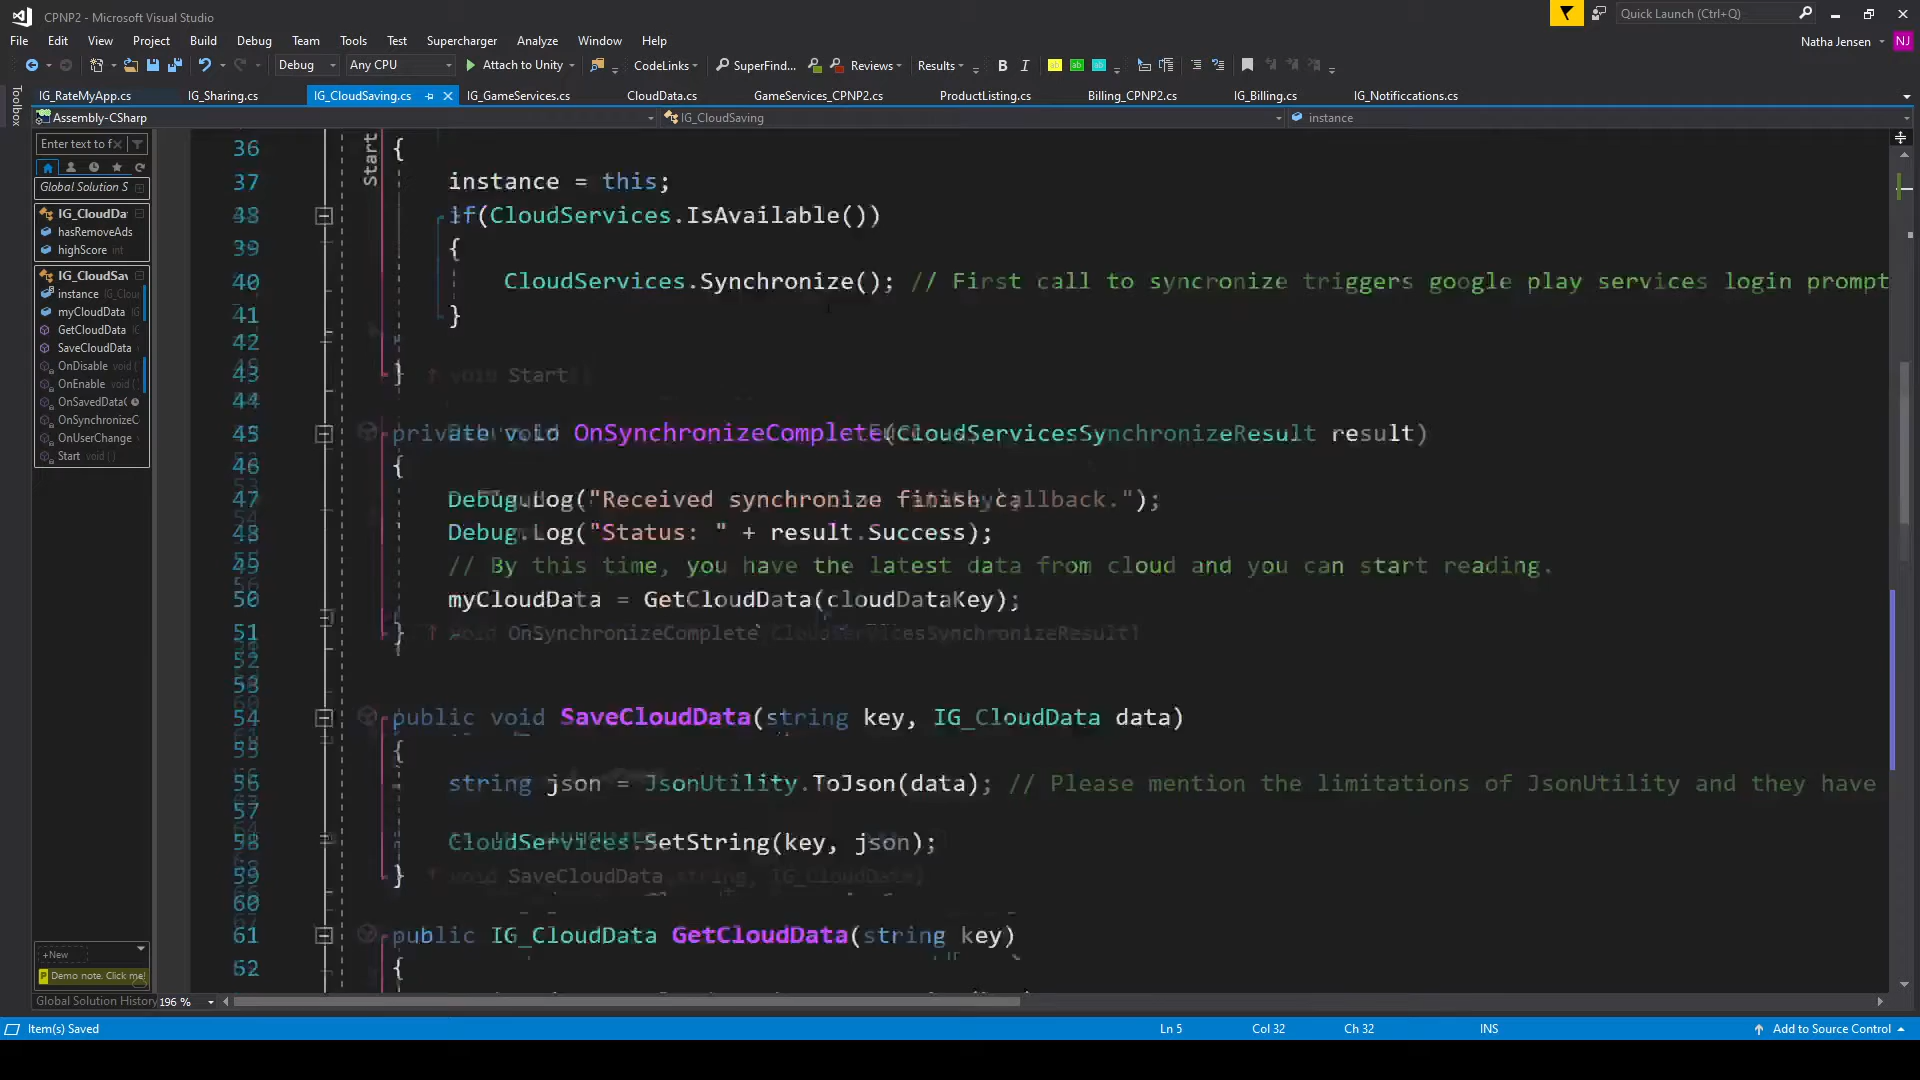 CPNP2 - Microsoft Visual Studio
Quick Launch (Ctrl+Q)
File Edit View Project Build Debug Team Tools Test Supercharger Analyze Window Help
Natha Jensen NJ
Debug Any CPU Attach to Unity CodeLinks SuperFind... Reviews Results B I ab ab ab
Toolbox
IG_RateMyApp.cs IG_Sharing.cs IG_CloudSaving.cs IG_GameServices.cs CloudData.cs GameServices_CPNP2.cs ProductListing.cs Billing_CPNP2.cs IG_Billing.cs IG_Notificcations.cs
Assembly-CSharp IG_CloudSaving instance
Enter text to f
Global Solution S
IG_CloudDa
hasRemoveAds
highScore int
IG_CloudSa
instance
myCloudData
GetCloudData
SaveCloudData
OnDisable void (
OnEnable void (
OnSavedData
OnSynchronizeC
OnUserChange
Start void ()
+New
Demo note. Click me!
Global Solution History
Start
36 {
37 instance = this;
if(CloudServices.IsAvailable())
39 {
40 CloudServices.Synchronize(); // First call to syncronize triggers google play services login prompt
41 }
42
43 } void Start()
44
45 private void OnSynchronizeComplete(CloudServicesSynchronizeResult result)
46 {
47 Debug.Log("Received synchronize finish callback.");
48 Debug.Log("Status: " + result.Success);
// By this time, you have the latest data from cloud and you can start reading.
50 myCloudData = GetCloudData(cloudDataKey);
51 } void OnSynchronizeComplete(CloudServicesSynchronizeResult)
52
53
54 public void SaveCloudData(string key, IG_CloudData data)
55 {
56 string json = JsonUtility.ToJson(data); // Please mention the limitations of JsonUtility and they have
57
58 CloudServices.SetString(key, json);
59 } void SaveCloudData(string, IG_CloudData)
60
61 public IG_CloudData GetCloudData(string key)
62 {
196 %
Item(s) Saved Ln 5 Col 32 Ch 32 INS Add to Source Control